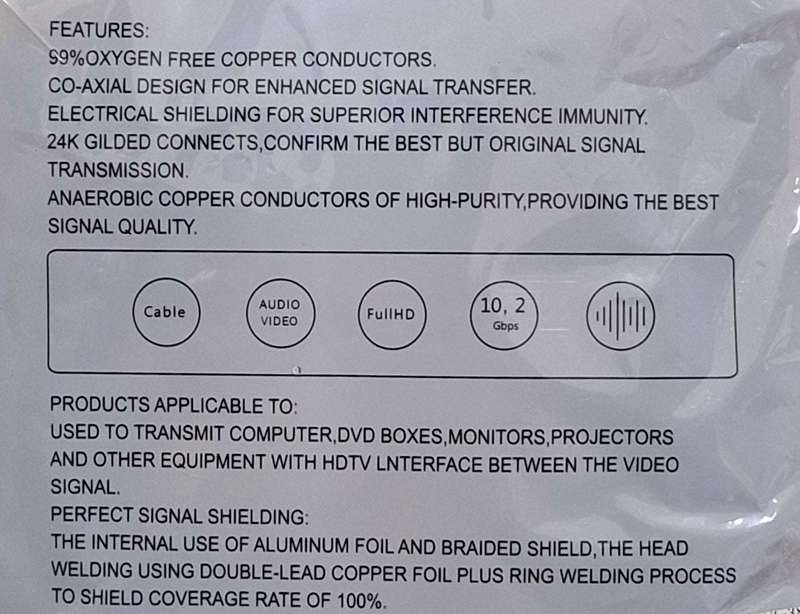 FEATURES:
99%OXYGEN FREE COPPER CONDUCTORS.
CO-AXIAL DESIGN FOR ENHANCED SIGNAL TRANSFER.
ELECTRICAL SHIELDING FOR SUPERIOR INTERFERENCE IMMUNITY.
24K GILDED CONNECTS,CONFIRM THE BEST BUT ORIGINAL SIGNAL
TRANSMISSION.
ANAEROBIC COPPER CONDUCTORS OF HIGH-PURITY,PROVIDING THE BEST
SIGNAL QUALITY.
Cable
AUDIO
VIDEO
FullHD
10, 2
Gbps
PRODUCTS APPLICABLE TO:
USED TO TRANSMIT COMPUTER,DVD BOXES,MONITORS,PROJECTORS
AND OTHER EQUIPMENT WITH HDTV LNTERFACE BETWEEN THE VIDEO
SIGNAL.
PERFECT SIGNAL SHIELDING:
THE INTERNAL USE OF ALUMINUM FOIL AND BRAIDED SHIELD,THE HEAD
WELDING USING DOUBLE-LEAD COPPER FOIL PLUS RING WELDING PROCESS
TO SHIELD COVERAGE RATE OF 100%.